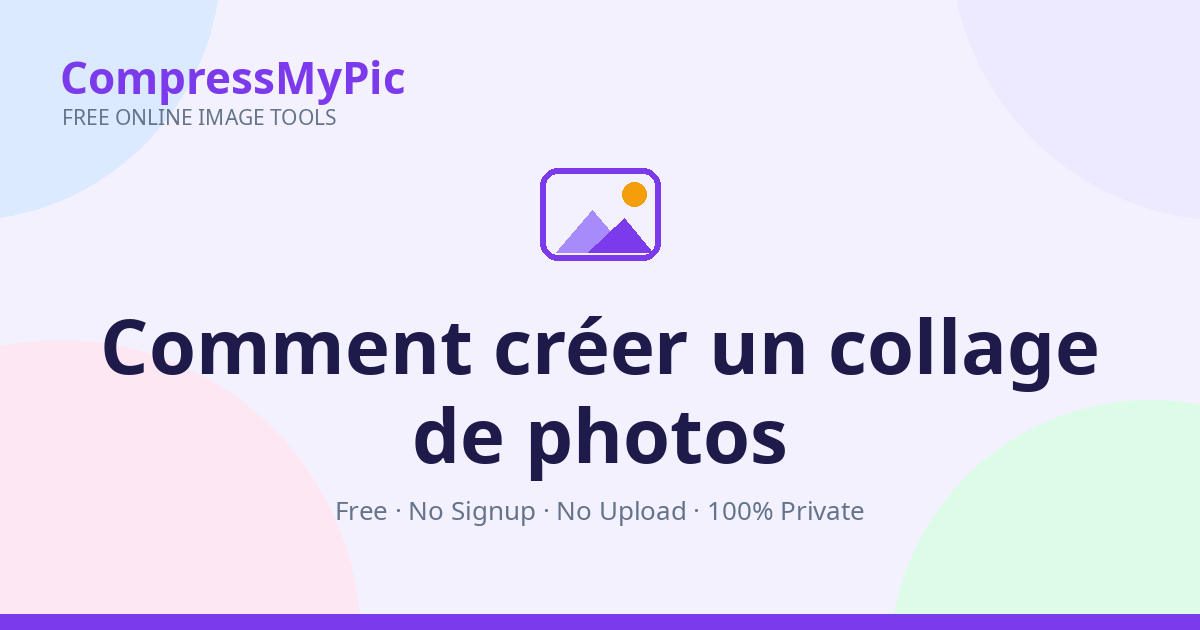 CompressMyPic
FREE ONLINE IMAGE TOOLS
Comment créer un collage
de photos
Free · No Signup · No Upload · 100% Private